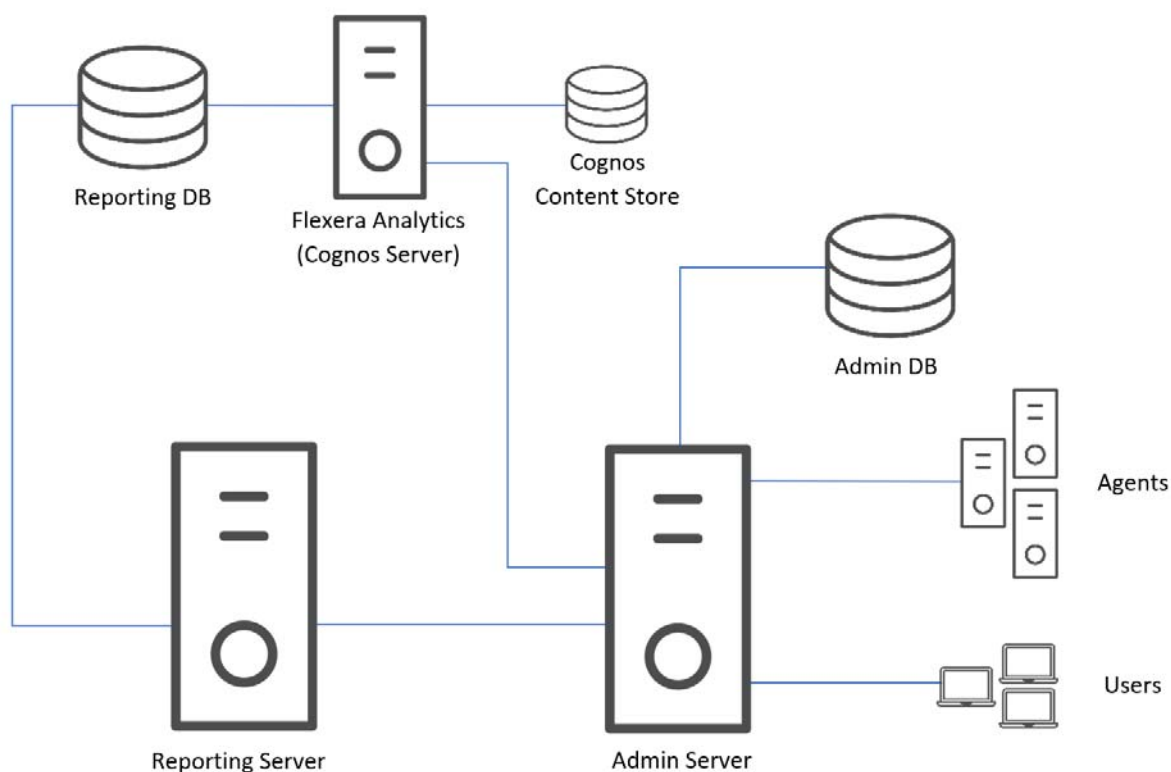 Reporting DB
Flexera Analytics
(Cognos Server)
Cognos
Content Store
Admin DB
Agents
Users
Reporting Server
Admin Server